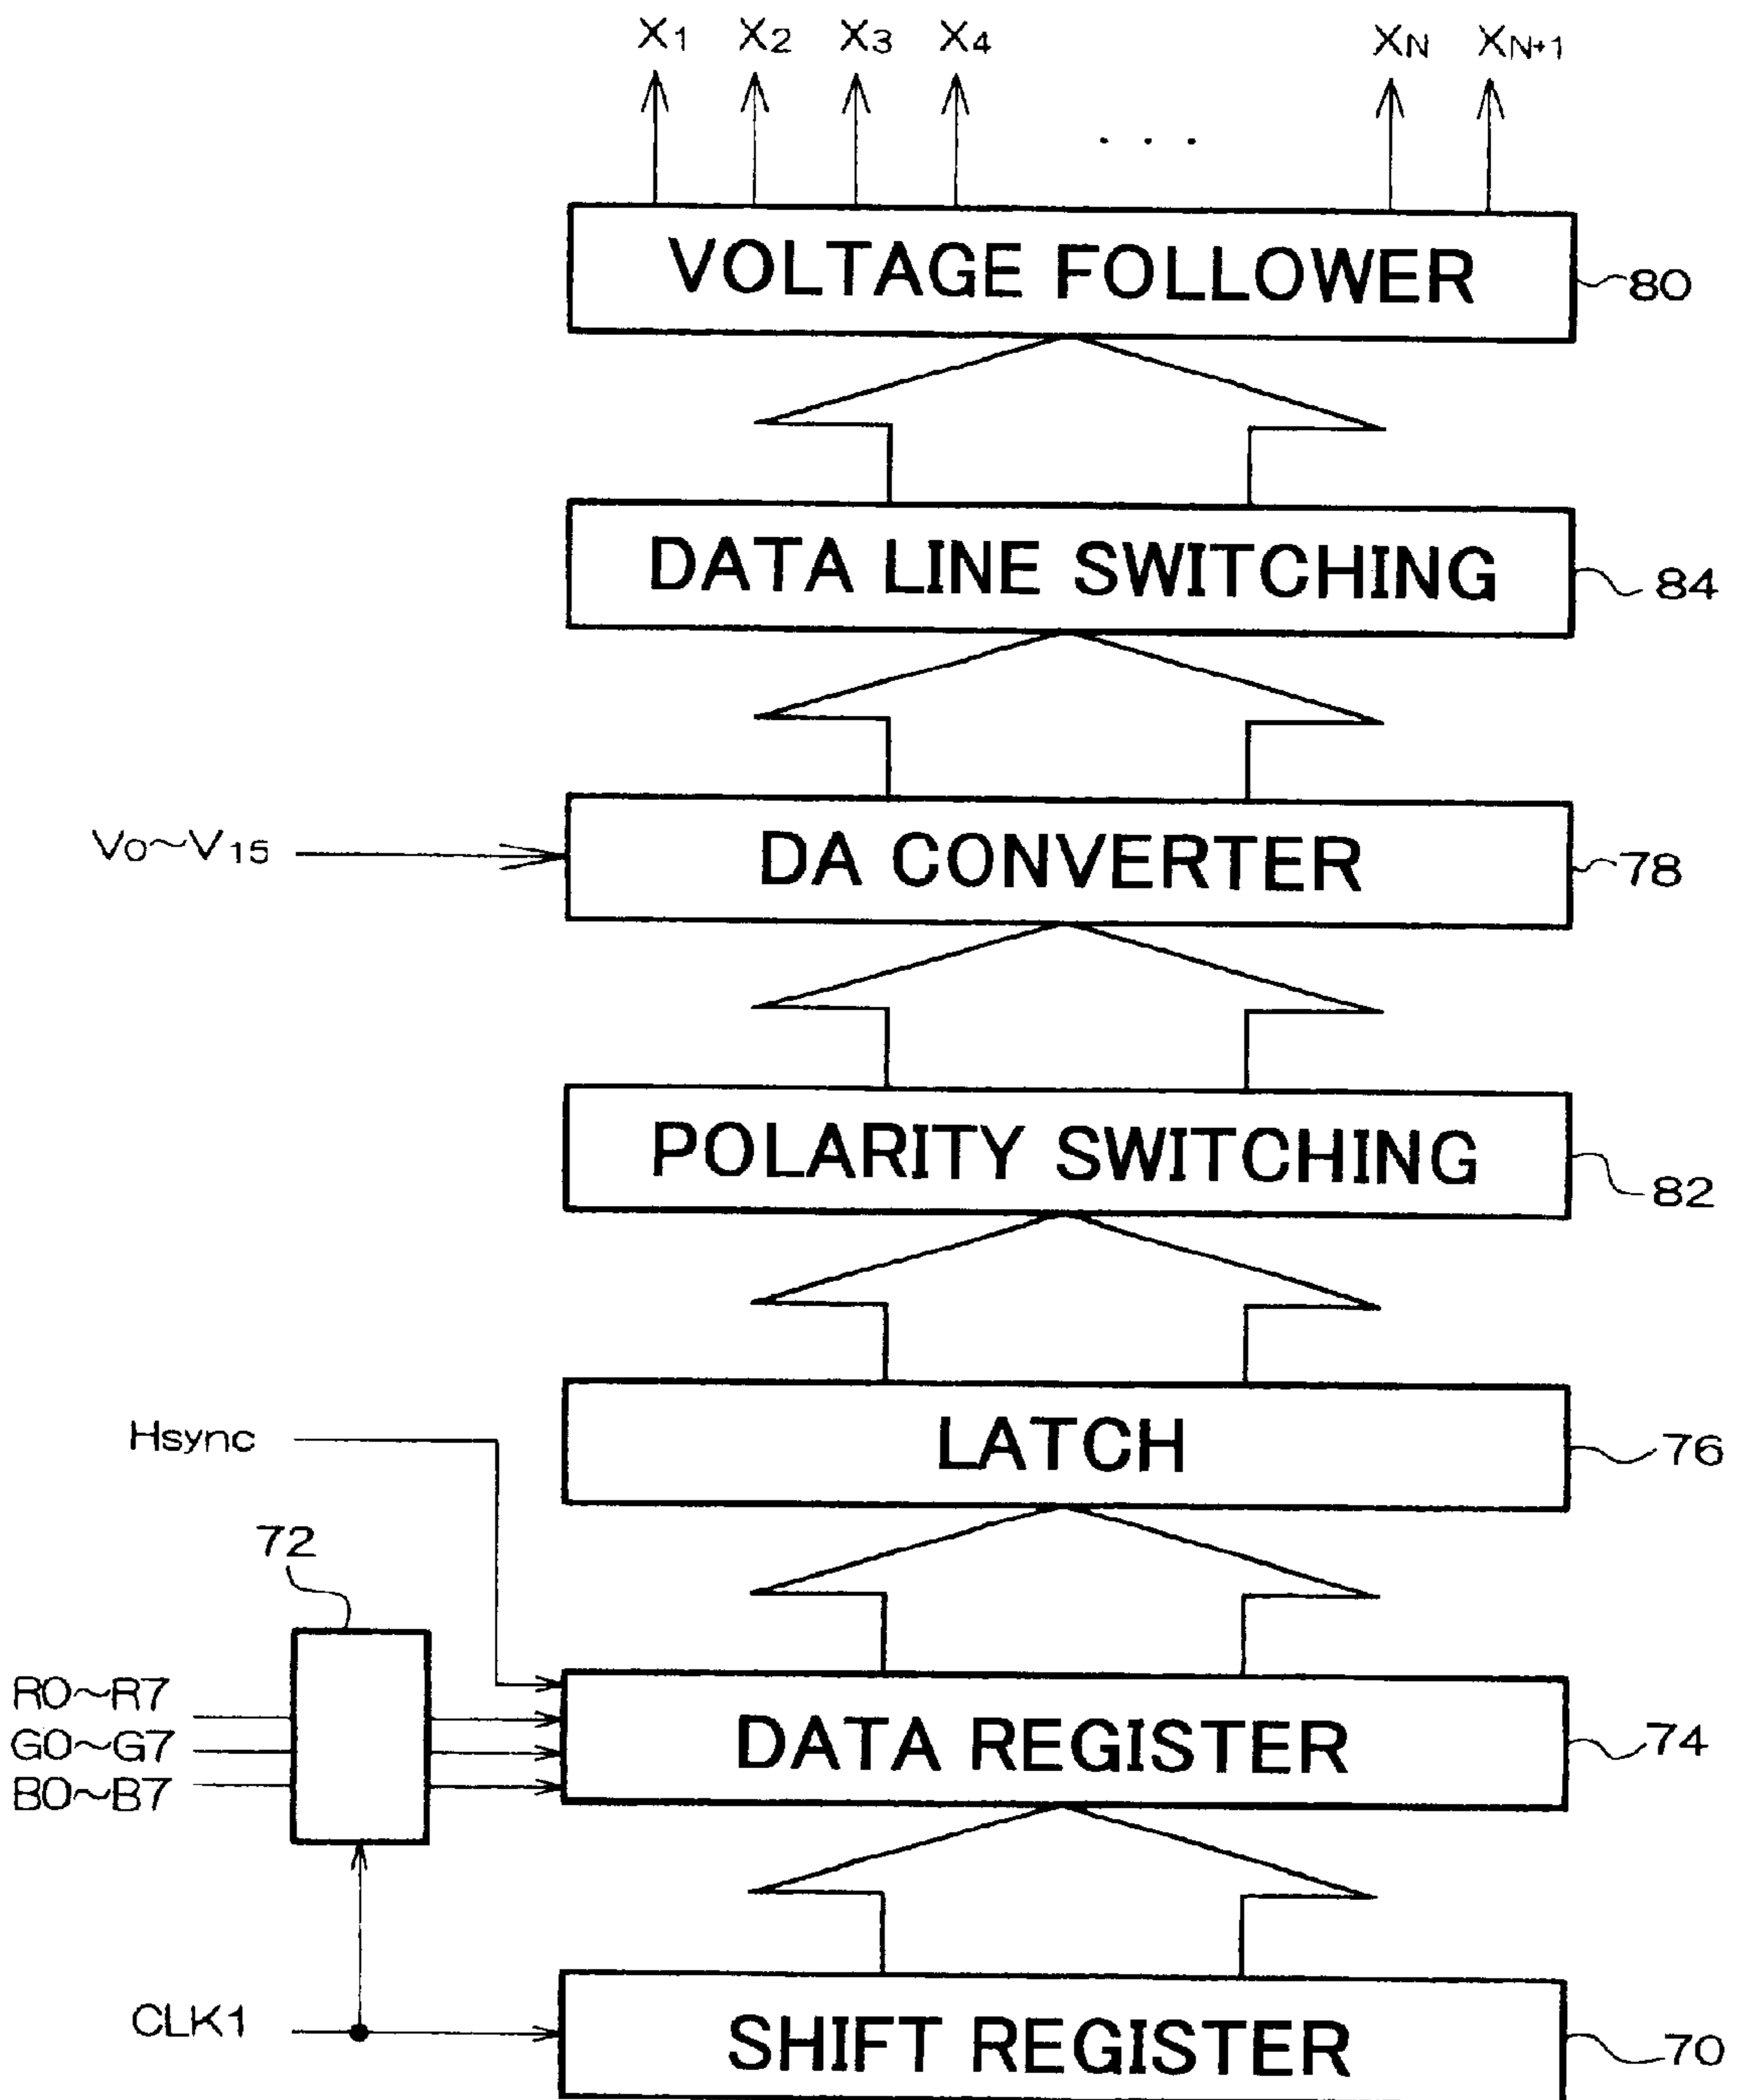 X1 X2 X3 X4 . . . XN XN+1
VOLTAGE FOLLOWER 80
DATA LINE SWITCHING 84
V0~V15 DA CONVERTER 78
POLARITY SWITCHING 82
Hsync LATCH 76
72
R0~R7
G0~G7 DATA REGISTER 74
B0~B7
CLK1 SHIFT REGISTER 70